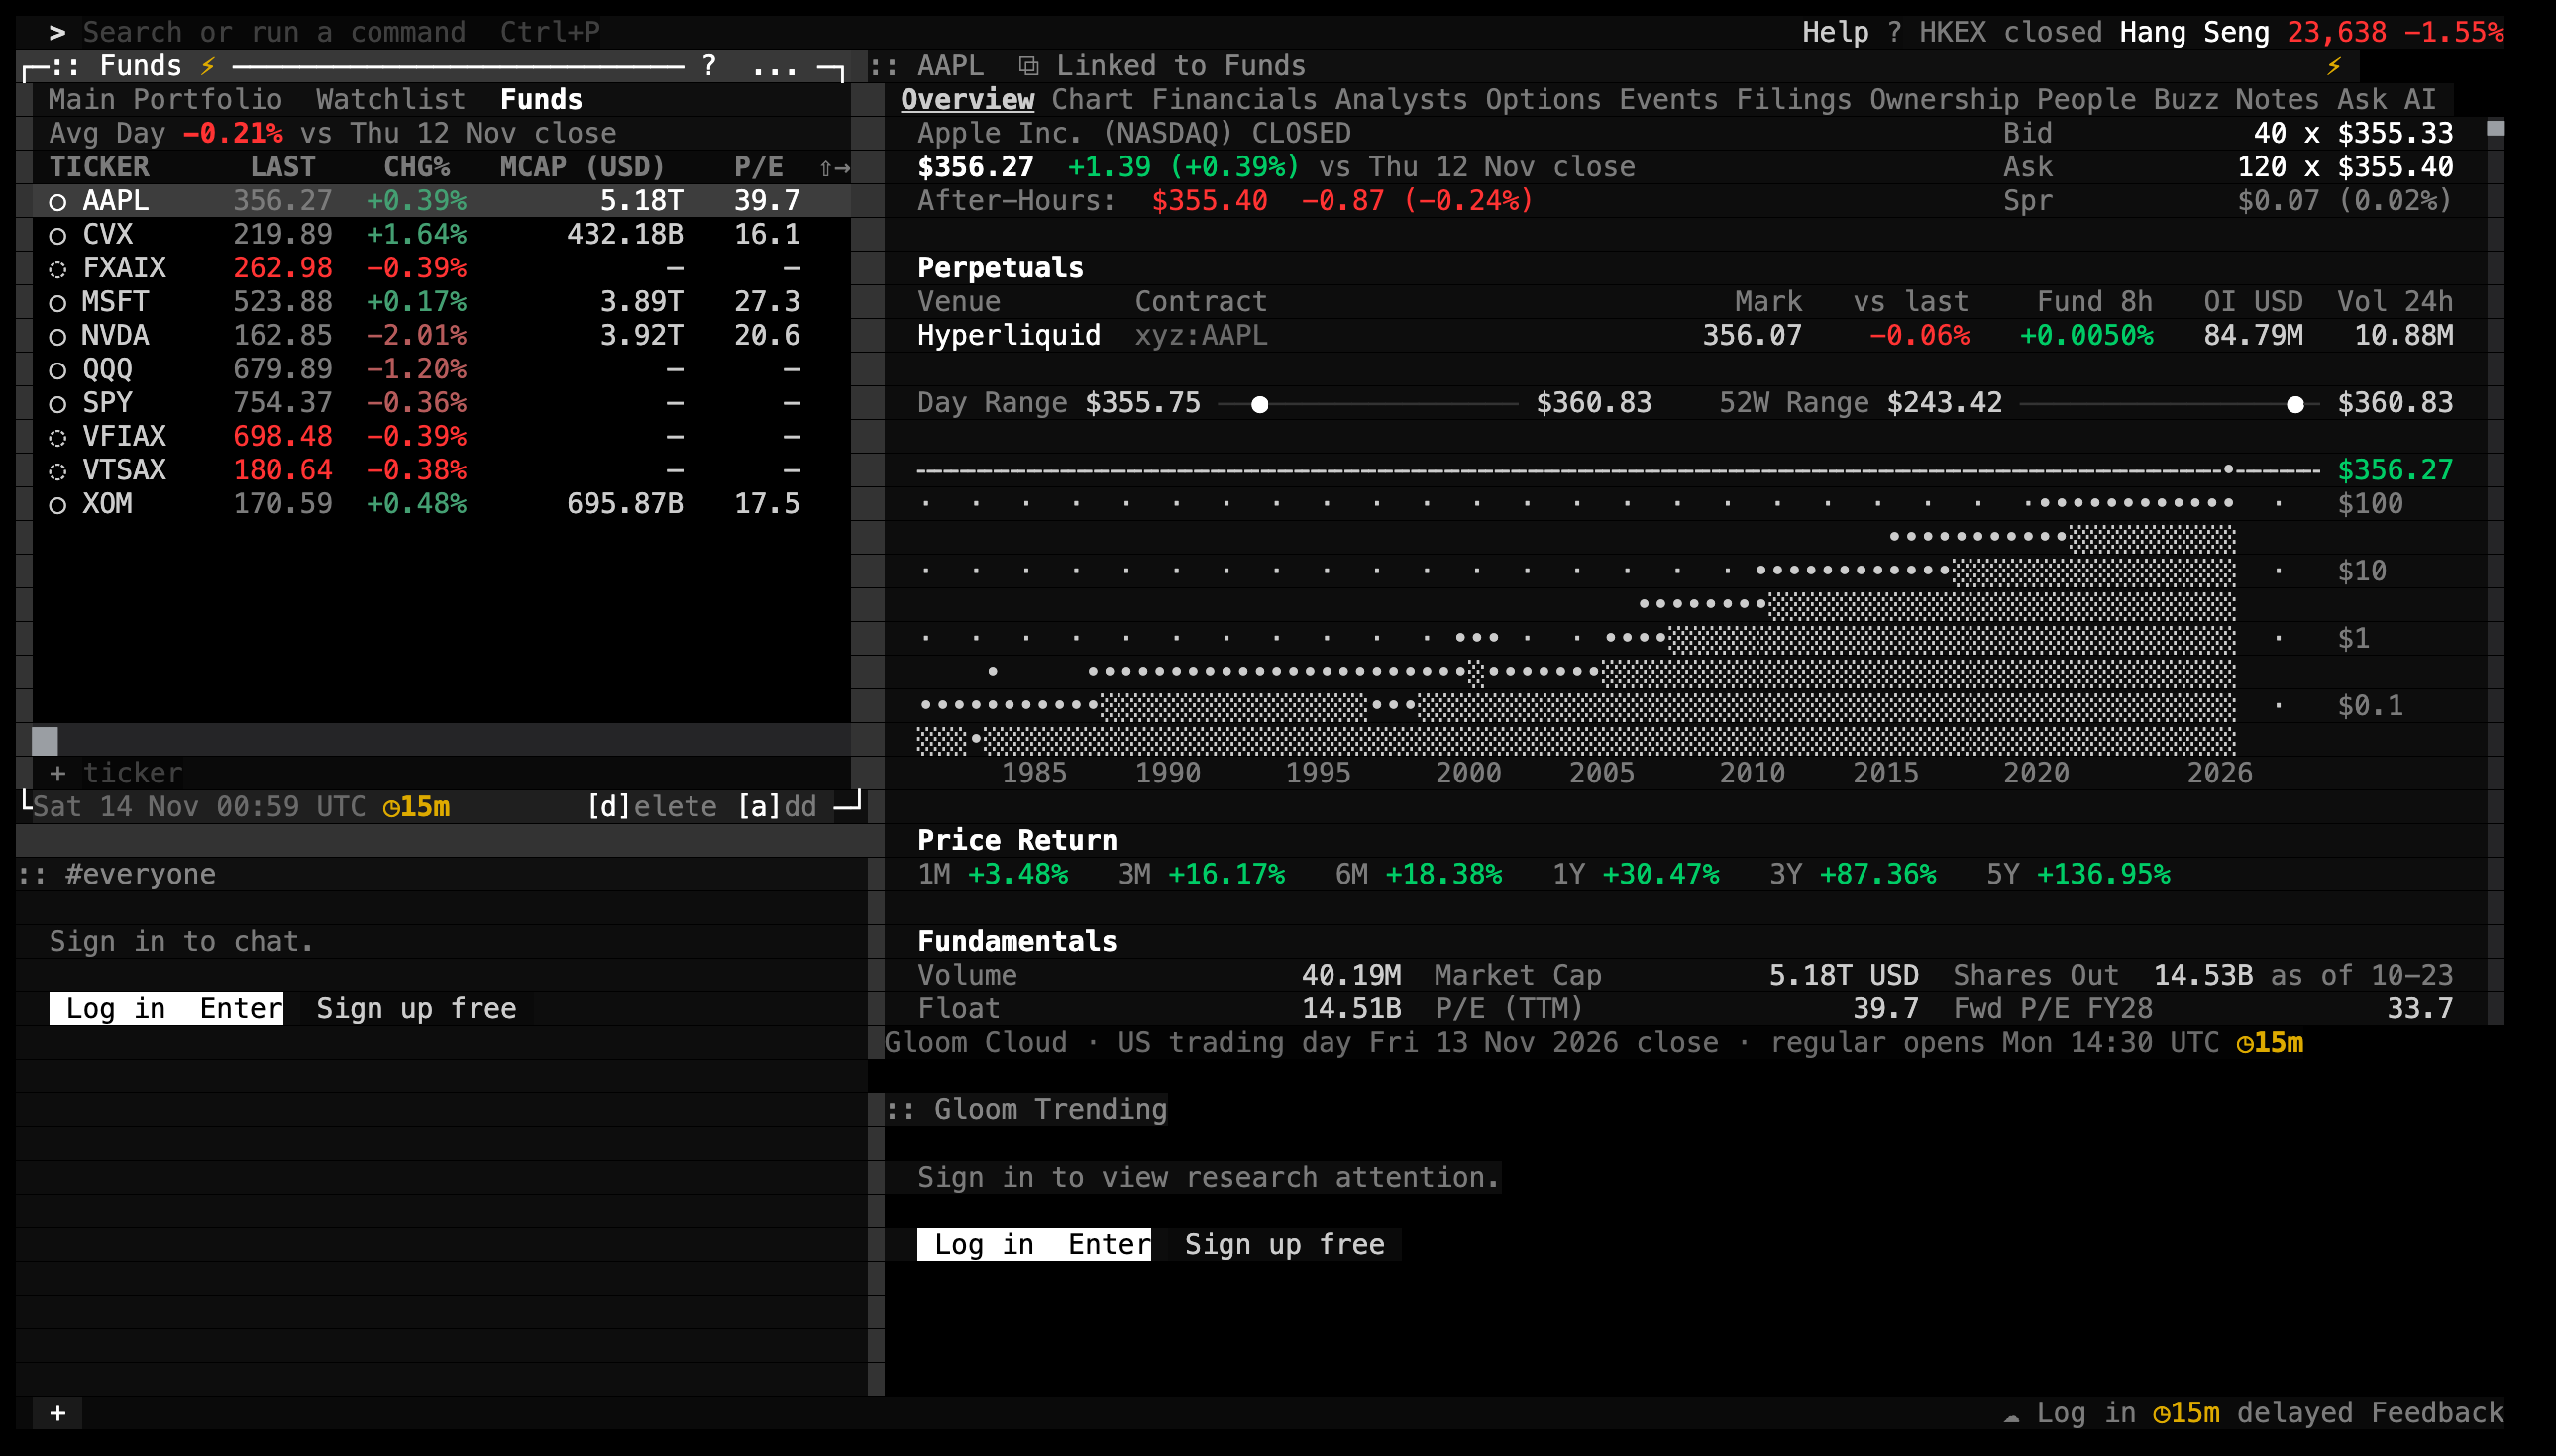 > Search or run a command  Ctrl+P
Help ? HKEX closed Hang Seng 23,638 −1.55%
:: Funds ⚡ ? ...
Main Portfolio  Watchlist  Funds
Avg Day −0.21% vs Thu 12 Nov close
TICKER  LAST  CHG%  MCAP (USD)  P/E  ⇧→
○ AAPL  356.27  +0.39%  5.18T  39.7
○ CVX  219.89  +1.64%  432.18B  16.1
◌ FXAIX  262.98  −0.39%  —  —
○ MSFT  523.88  +0.17%  3.89T  27.3
○ NVDA  162.85  −2.01%  3.92T  20.6
○ QQQ  679.89  −1.20%  —  —
○ SPY  754.37  −0.36%  —  —
◌ VFIAX  698.48  −0.39%  —  —
◌ VTSAX  180.64  −0.38%  —  —
○ XOM  170.59  +0.48%  695.87B  17.5
+ ticker
Sat 14 Nov 00:59 UTC ◷15m  [d]elete [a]dd
:: #everyone
Sign in to chat.
Log in  Enter  Sign up free
:: AAPL  ⧉ Linked to Funds  ⚡
Overview Chart Financials Analysts Options Events Filings Ownership People Buzz Notes Ask AI
Apple Inc. (NASDAQ) CLOSED  Bid  40 x $355.33
$356.27  +1.39 (+0.39%) vs Thu 12 Nov close  Ask  120 x $355.40
After−Hours:  $355.40  −0.87 (−0.24%)  Spr  $0.07 (0.02%)
Perpetuals
Venue  Contract  Mark  vs last  Fund 8h  OI USD  Vol 24h
Hyperliquid  xyz:AAPL  356.07  −0.06%  +0.0050%  84.79M  10.88M
Day Range $355.75  $360.83  52W Range $243.42  $360.83
$356.27
$100
$10
$1
$0.1
1985  1990  1995  2000  2005  2010  2015  2020  2026
Price Return
1M +3.48%  3M +16.17%  6M +18.38%  1Y +30.47%  3Y +87.36%  5Y +136.95%
Fundamentals
Volume  40.19M  Market Cap  5.18T USD  Shares Out  14.53B as of 10−23
Float  14.51B  P/E (TTM)  39.7  Fwd P/E FY28  33.7
Gloom Cloud · US trading day Fri 13 Nov 2026 close · regular opens Mon 14:30 UTC ◷15m
:: Gloom Trending
Sign in to view research attention.
Log in  Enter  Sign up free
+
☁ Log in ◷15m delayed Feedback